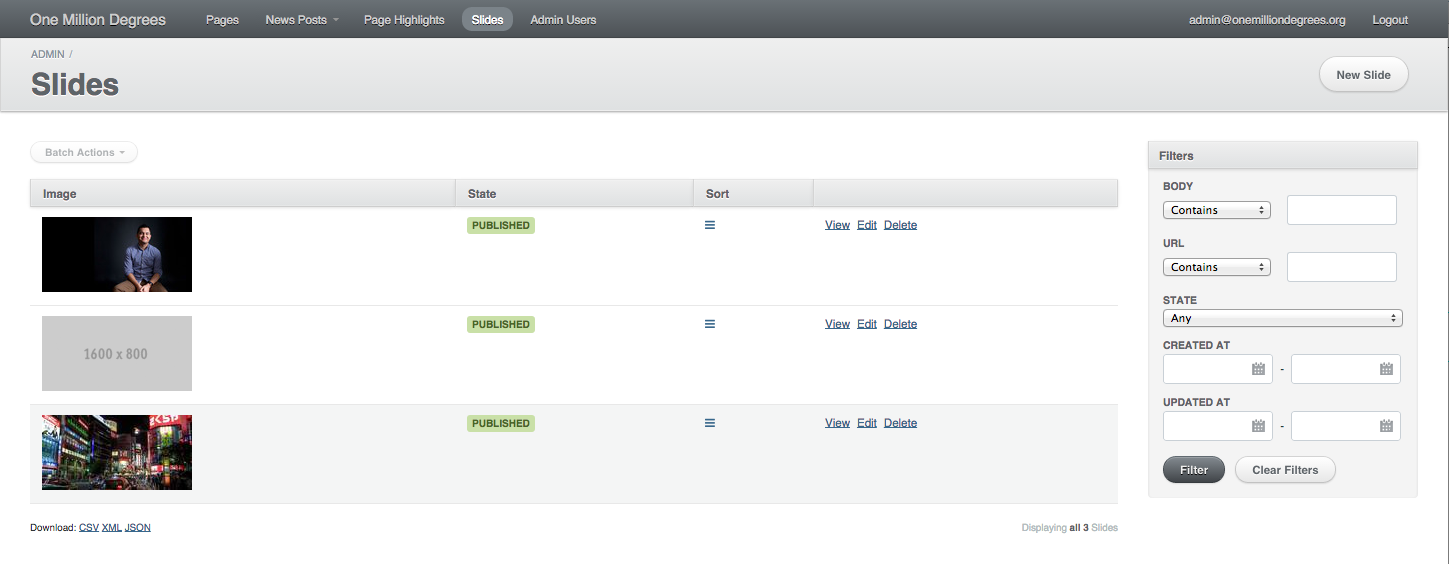 One Million Degrees Pages News Posts Page Highlights Slides Admin Users admin@onemilliondegrees.org Logout
ADMIN /
Slides
New Slide
Batch Actions
Image State Sort
PUBLISHED View Edit Delete
1600 x 800 PUBLISHED View Edit Delete
PUBLISHED View Edit Delete
Download: CSV XML JSON
Displaying all 3 Slides
Filters
BODY
Contains
URL
Contains
STATE
Any
CREATED AT
-
UPDATED AT
-
Filter Clear Filters